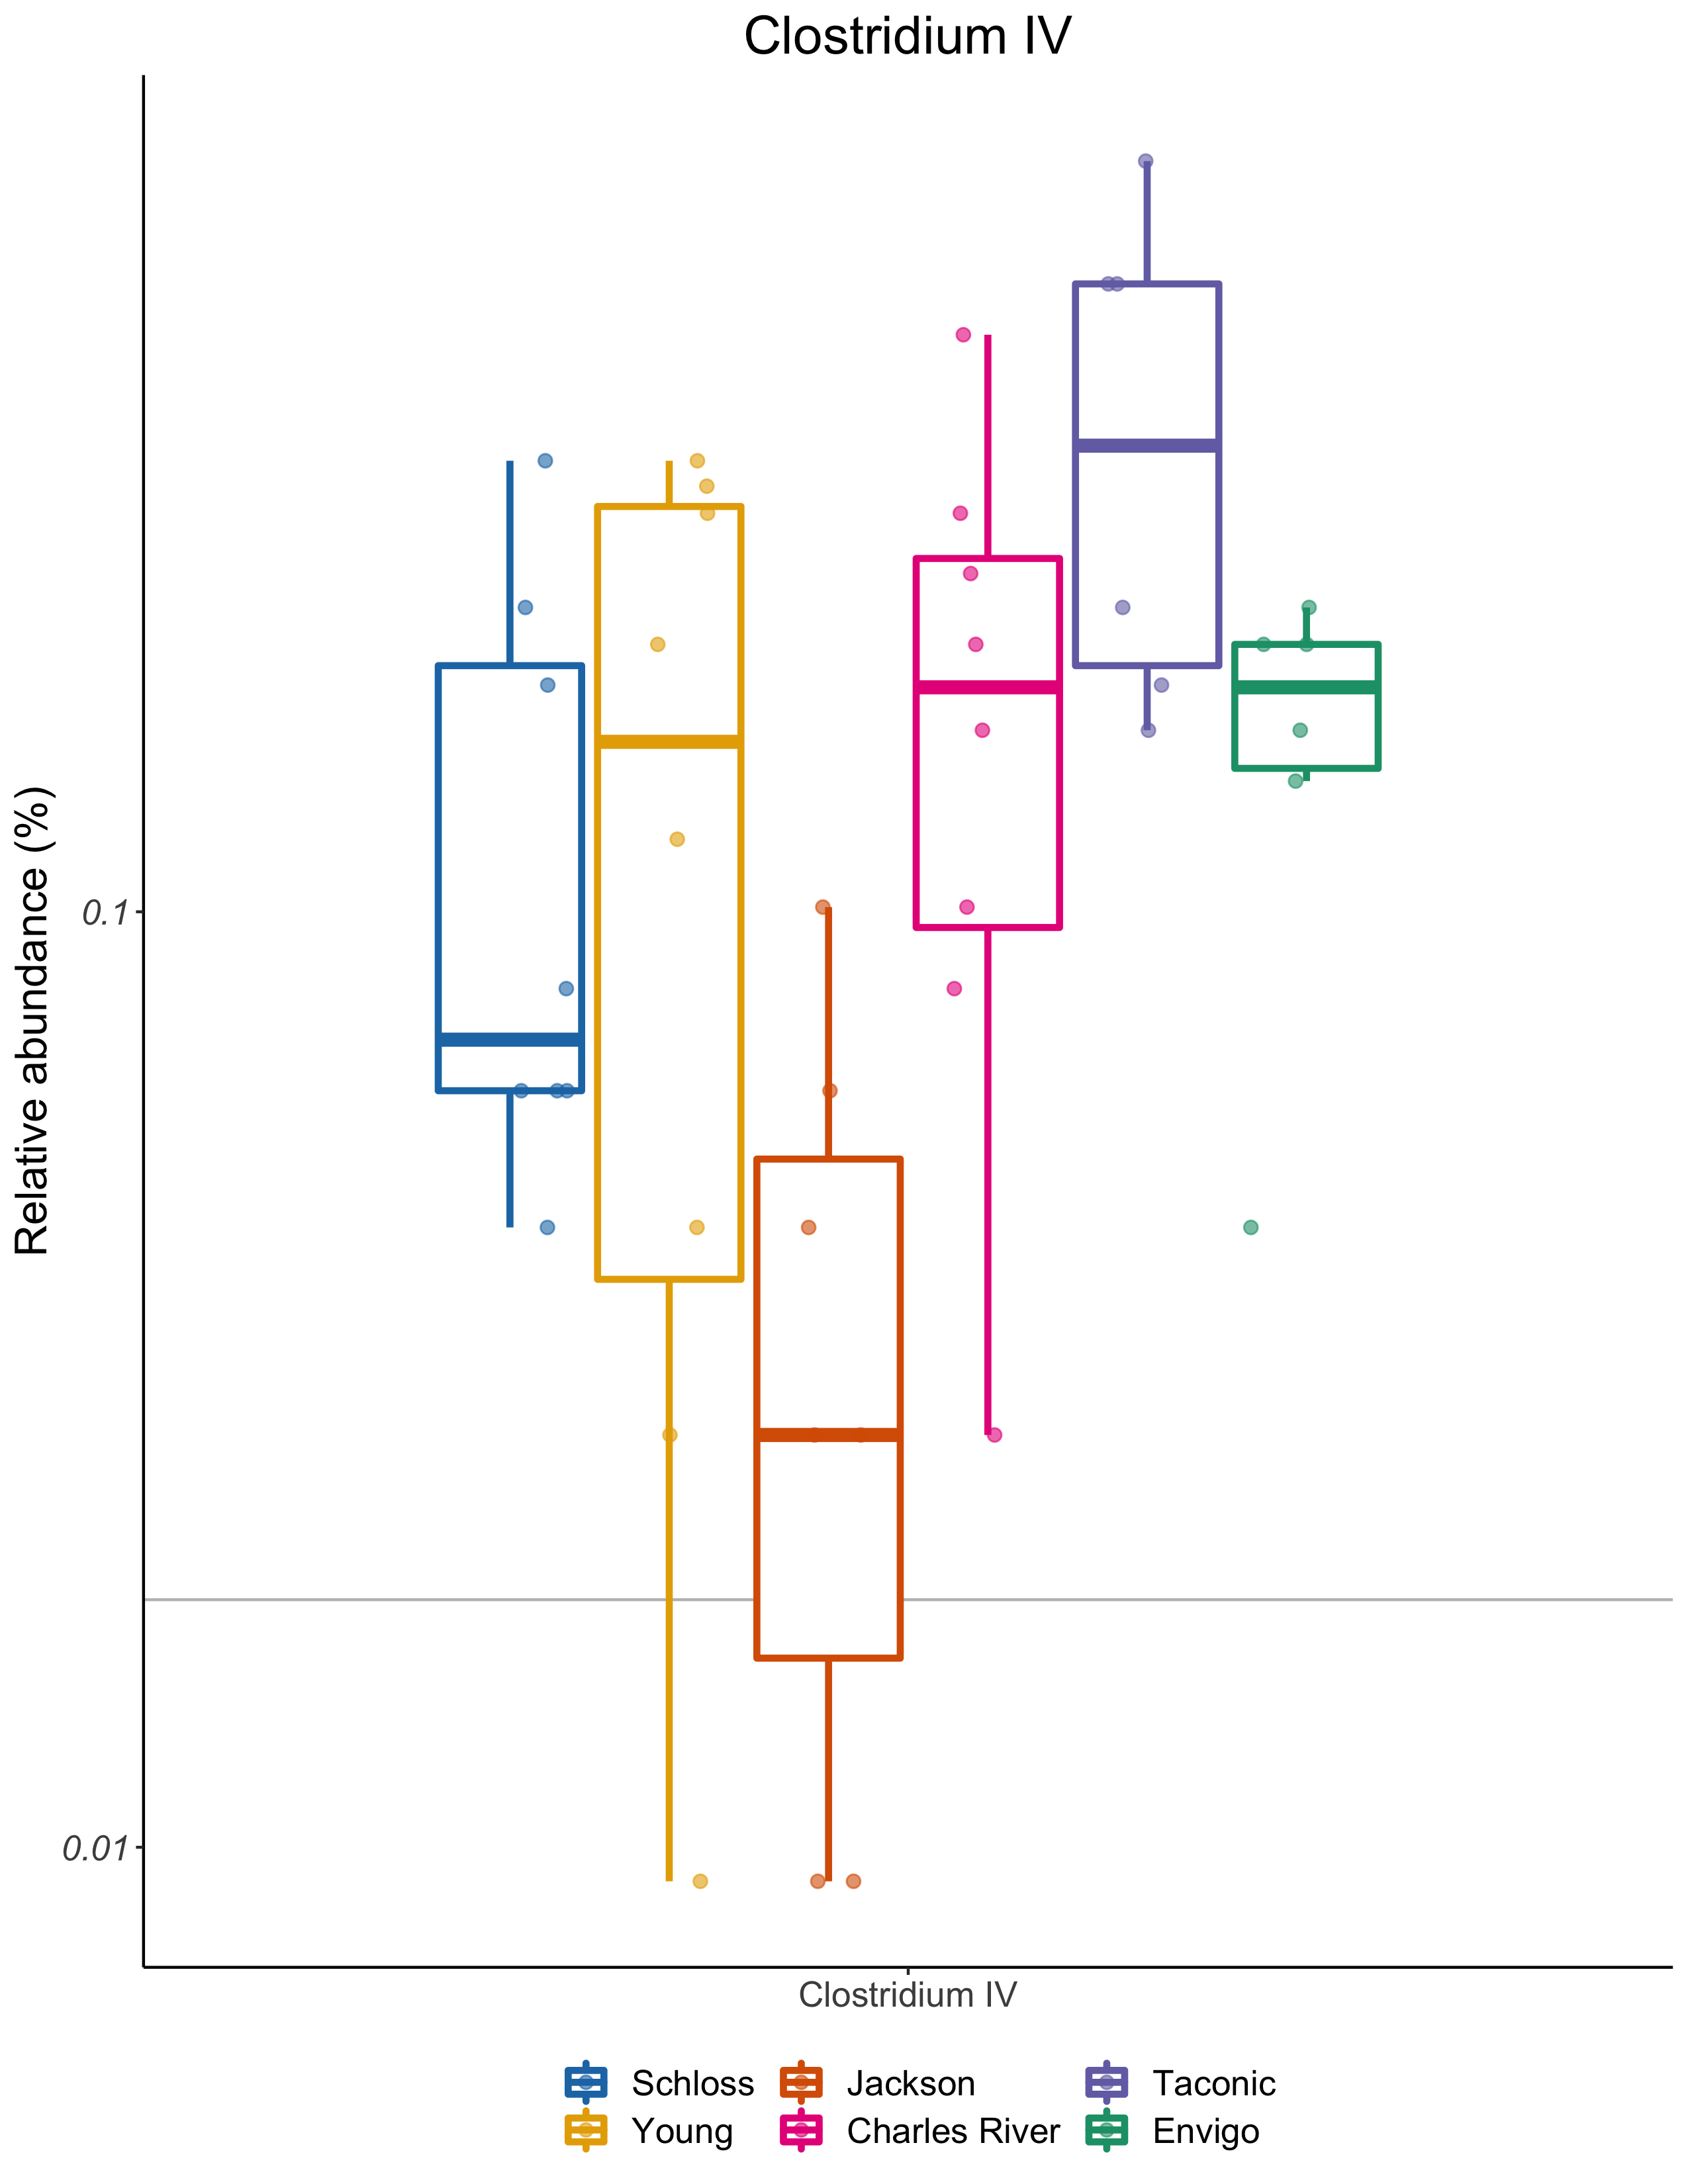 Clostridium IV
Relative abundance (%)
0.1
0.01
Clostridium IV
Schloss Jackson Taconic
Young Charles River Envigo